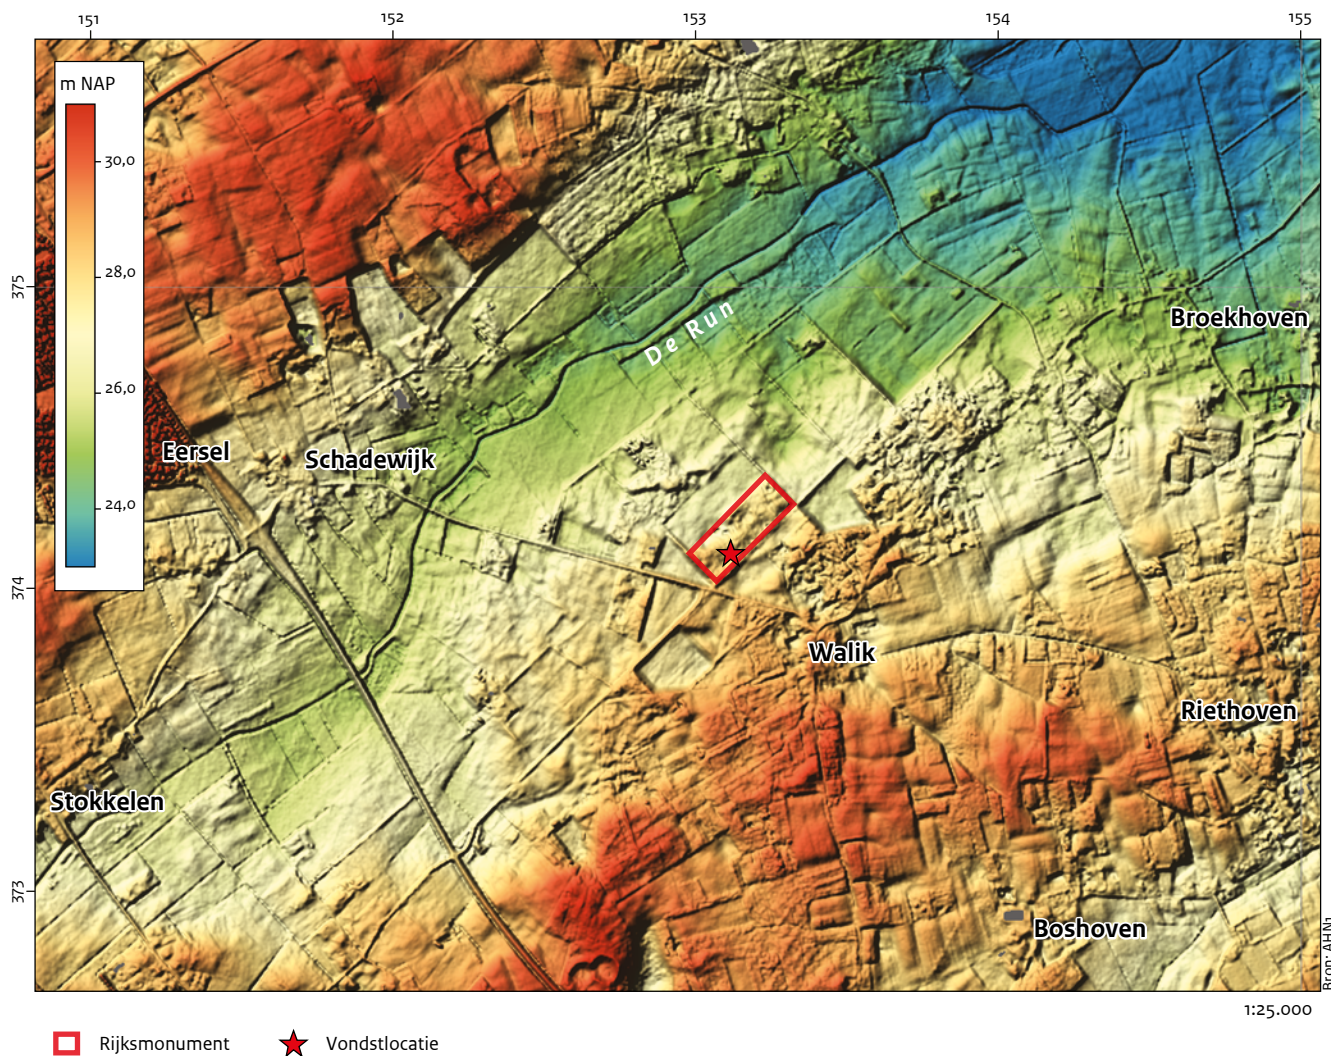 151 152 153 154 155
m NAP
30,0
28,0
26,0
24,0
375
374
373
De Run
Broekhoven
Eersel
Schadewijk
Walik
Riethoven
Stokkelen
Boshoven
Bron: AHN1
1:25.000
Rijksmonument
Vondstlocatie